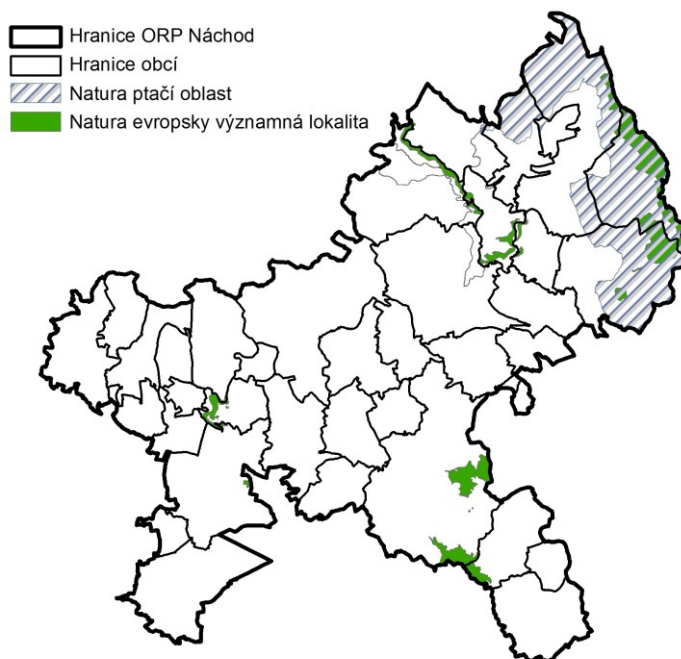 Hranice ORP Náchod
Hranice obcí
Natura ptačí oblast
Natura evropsky významná lokalita